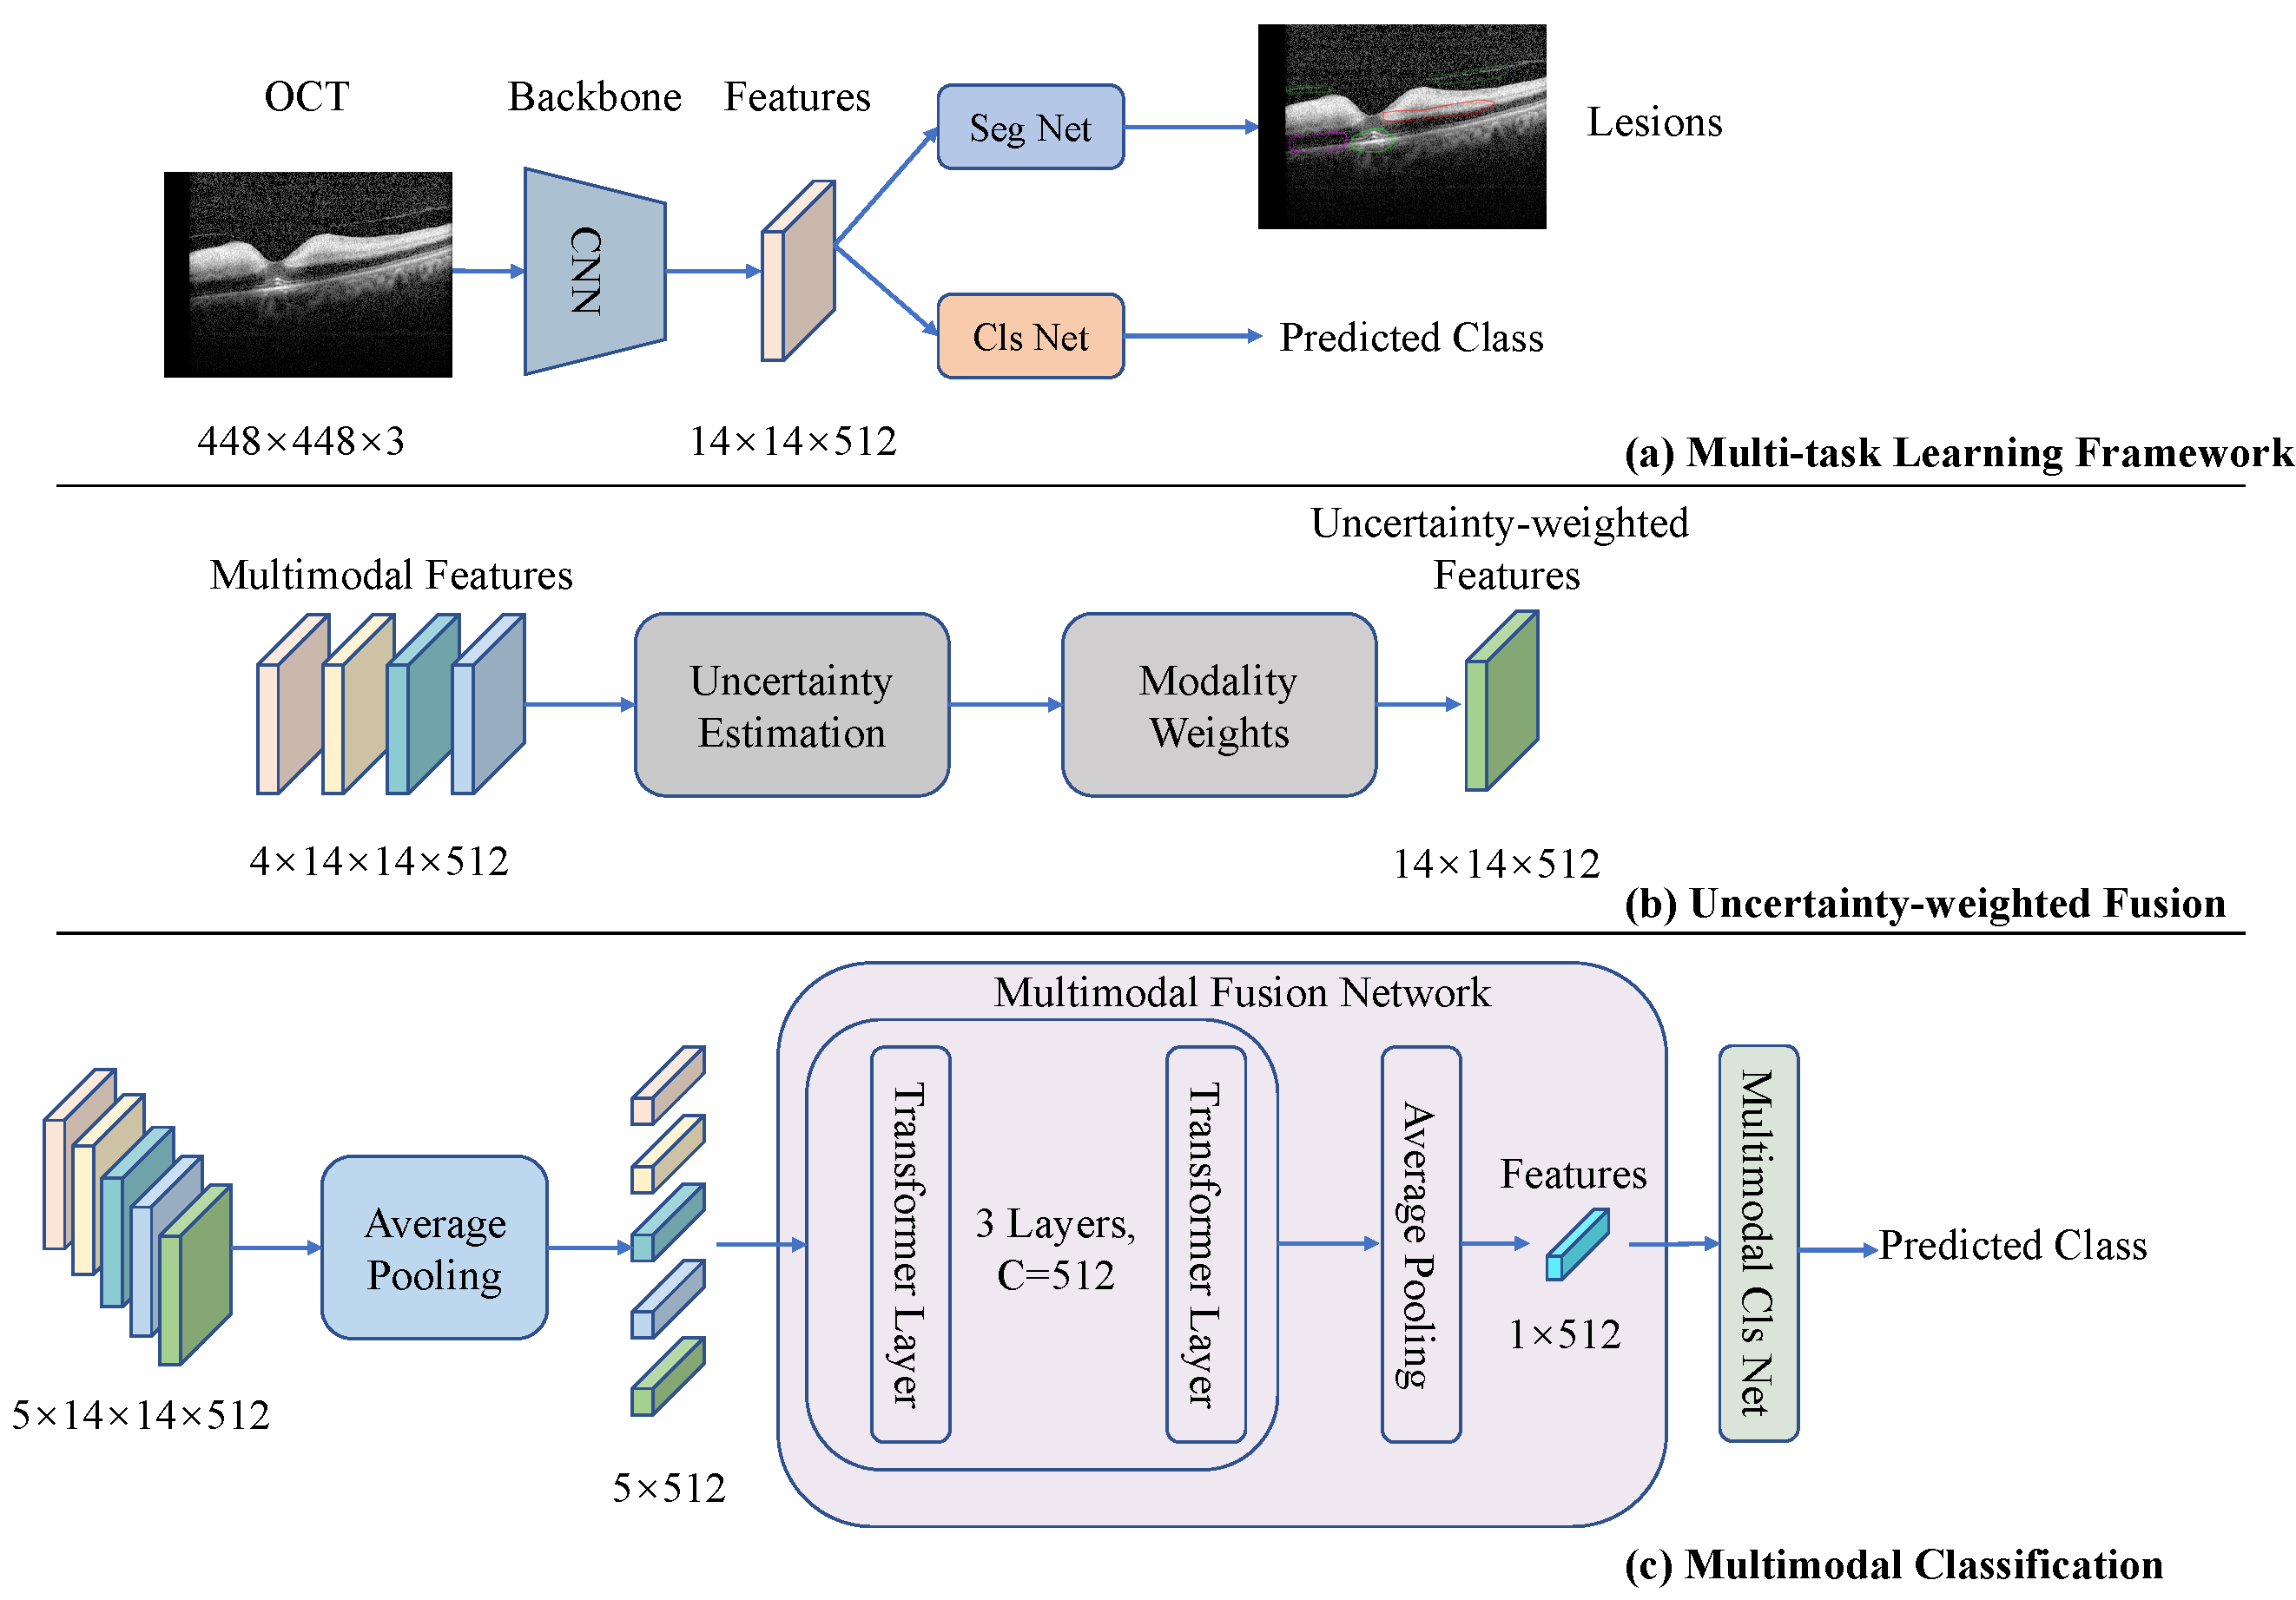 OCT
Backbone
Features
Seg Net
Lesions
CNN
Cls Net
Predicted Class
448×448×3
14×14×512
(a) Multi-task Learning Framework
Multimodal Features
Uncertainty-weighted
Features
Uncertainty
Estimation
Modality
Weights
4×14×14×512
14×14×512
(b) Uncertainty-weighted Fusion
Multimodal Fusion Network
Average
Pooling
Transformer Layer
3 Layers,
C=512
Transformer Layer
Average Pooling
Features
1×512
Multimodal Cls Net
Predicted Class
5×14×14×512
5×512
(c) Multimodal Classification